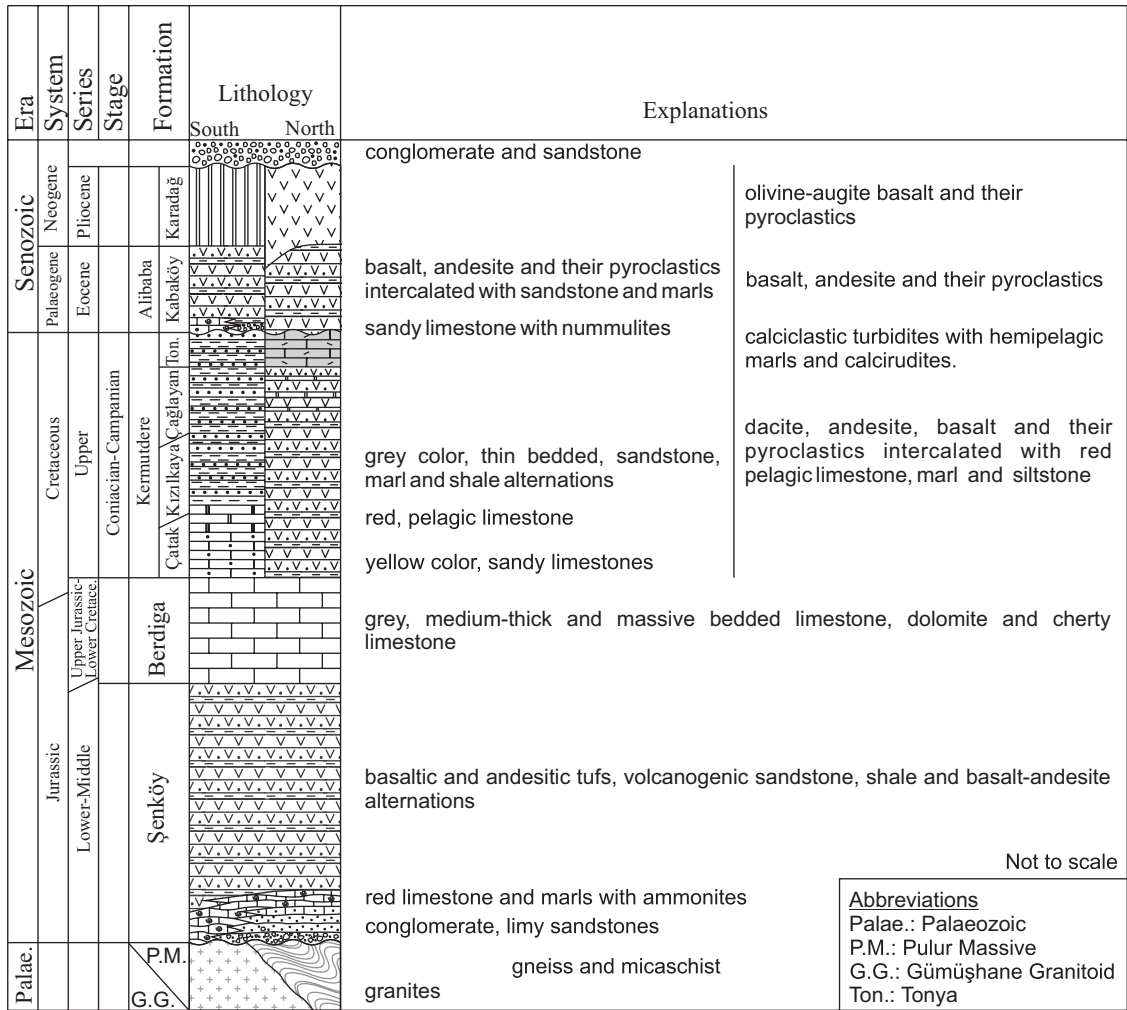 Era
System
Series
Stage
Formation
Lithology
South North
Explanations
Senozoic
Mesozoic
Palae.
Neogene
Palaeogene
Cretaceous
Jurassic
Pliocene
Eocene
Upper
Upper Jurassic-
Lower Cretace.
Lower-Middle
Coniacian-Campanian
Karadağ
Alibaba
Kabaköy
Kermutdere
Ton.
Çağlayan
Kızılkaya
Çatak
Berdiga
Şenköy
P.M.
G.G.
conglomerate and sandstone
olivine-augite basalt and their
pyroclastics
basalt, andesite and their pyroclastics
intercalated with sandstone and marls
basalt, andesite and their pyroclastics
sandy limestone with nummulites
calciclastic turbidites with hemipelagic
marls and calcirudites.
grey color, thin bedded, sandstone,
marl and shale alternations
dacite, andesite, basalt and their
pyroclastics intercalated with red
pelagic limestone, marl and siltstone
red, pelagic limestone
yellow color, sandy limestones
grey, medium-thick and massive bedded limestone, dolomite and cherty
limestone
basaltic and andesitic tufs, volcanogenic sandstone, shale and basalt-andesite
alternations
red limestone and marls with ammonites
conglomerate, limy sandstones
gneiss and micaschist
granites
Not to scale
Abbreviations
Palae.: Palaeozoic
P.M.: Pulur Massive
G.G.: Gümüşhane Granitoid
Ton.: Tonya